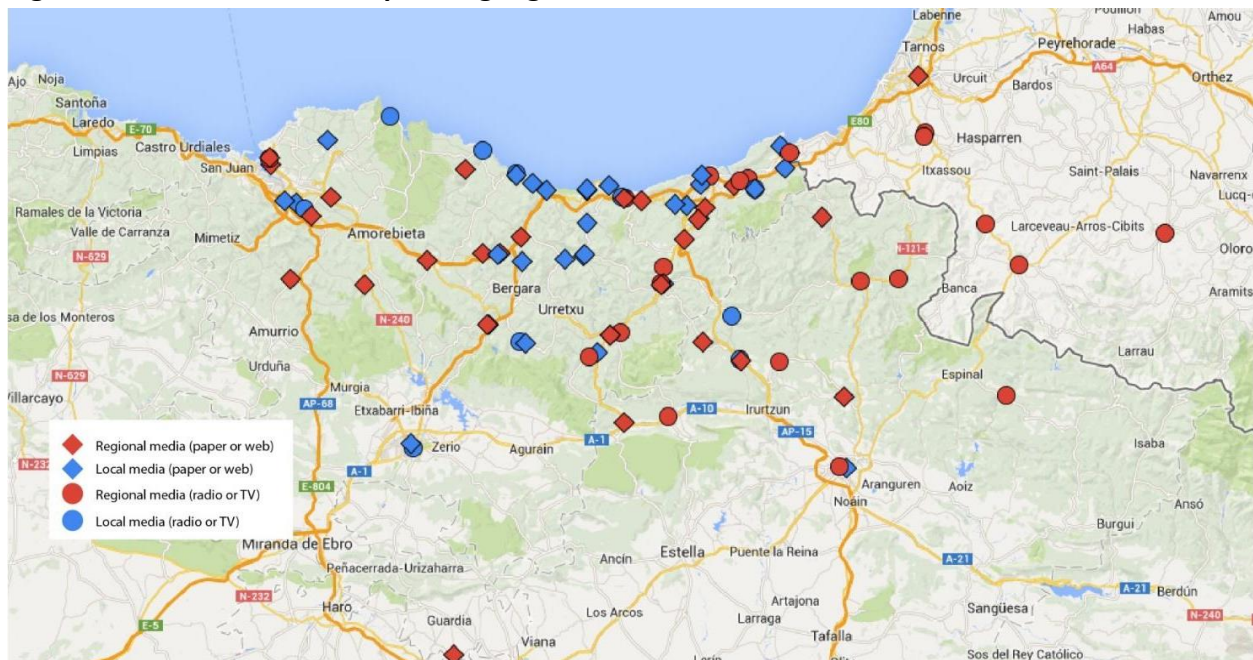 Labenne
Pouillon
Habas
Amou
Tarnos
Peyrehorade
A64
Urcuit
Bardos
Orthez
Ajo
Noja
Santoña
Laredo
E-70
Castro Urdiales
Limpias
San Juan
E80
Hasparren
Itxassou
Saint-Palais
Navarrenx
Ramales de la Victoria
Valle de Carranza
Mimetiz
Amorebieta
N-629
Larceveau-Arros-Cibits
Lucq-
N-121-
Oloro
Banca
Aramits
Bergara
Urretxu
sa de los Monteros
Amurrio
N-240
Urduña
Larrau
N-629
Espinal
Villarcayo
Murgia
AP-68
Etxabarri-Ibiña
A-10
Irurtzun
AP-15
Isaba
Regional media (paper or web)
Local media (paper or web)
Regional media (radio or TV)
Local media (radio or TV)
N-232
Zerio
Agurain
A-1
A-1
E-804
Aranguren
Aoiz
Noáin
Ansó
Burgui
Miranda de Ebro
Ancín
Estella
Puente la Reina
A-21
Peñacerrada-Urizaharra
N-232
Haro
Artajona
A-21
Berdún
Los Arcos
Larraga
Sangüesa
N-240
E-5
Guardia
Viana
Tafalla
Sos del Rey Católico